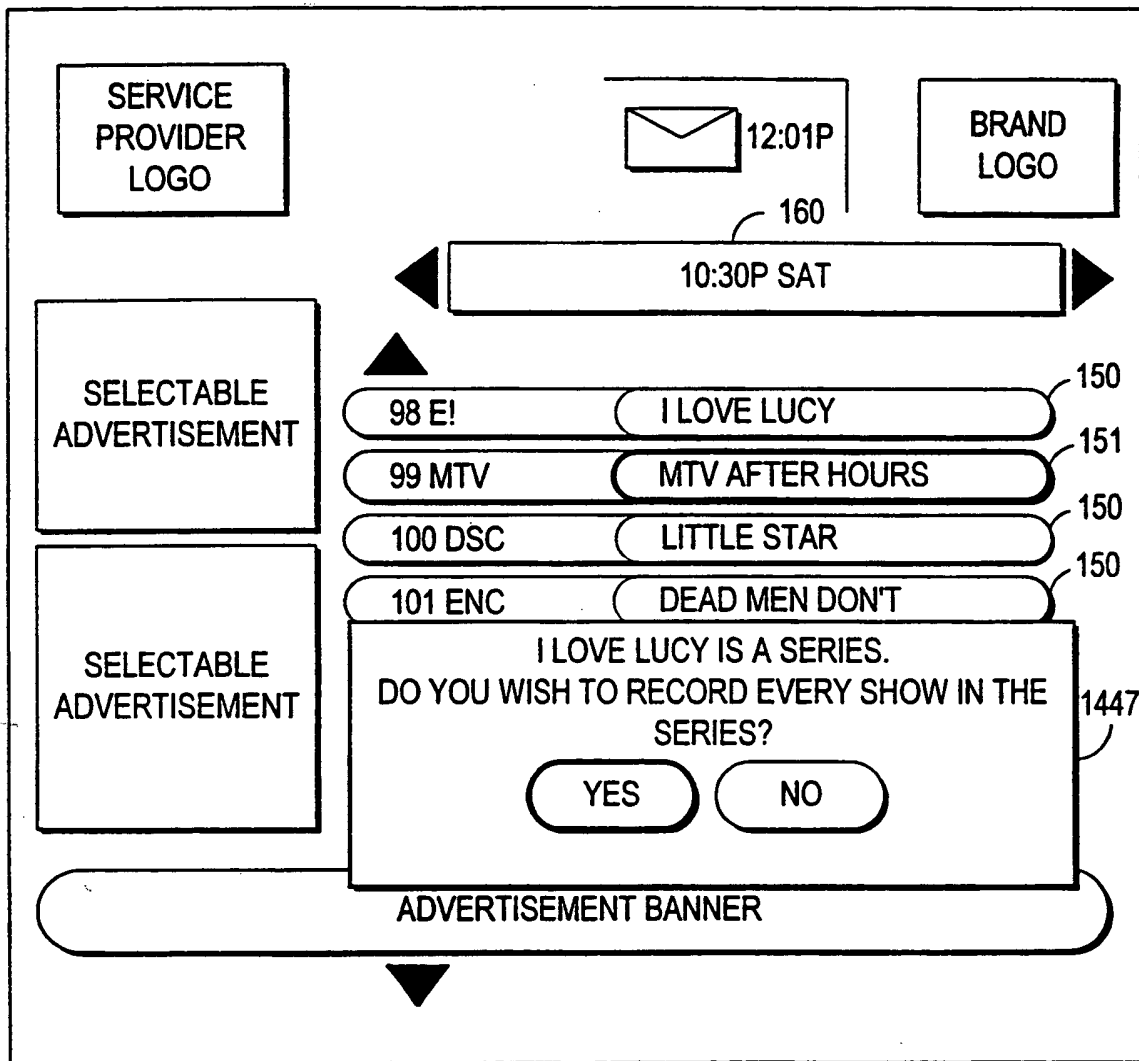 SERVICE
PROVIDER
LOGO
12:01P
BRAND
LOGO
160
10:30P SAT
SELECTABLE
ADVERTISEMENT
98 E! I LOVE LUCY 150
99 MTV MTV AFTER HOURS 151
100 DSC LITTLE STAR 150
101 ENC DEAD MEN DON'T 150
SELECTABLE
ADVERTISEMENT
I LOVE LUCY IS A SERIES.
DO YOU WISH TO RECORD EVERY SHOW IN THE
SERIES?
1447
YES NO
ADVERTISEMENT BANNER